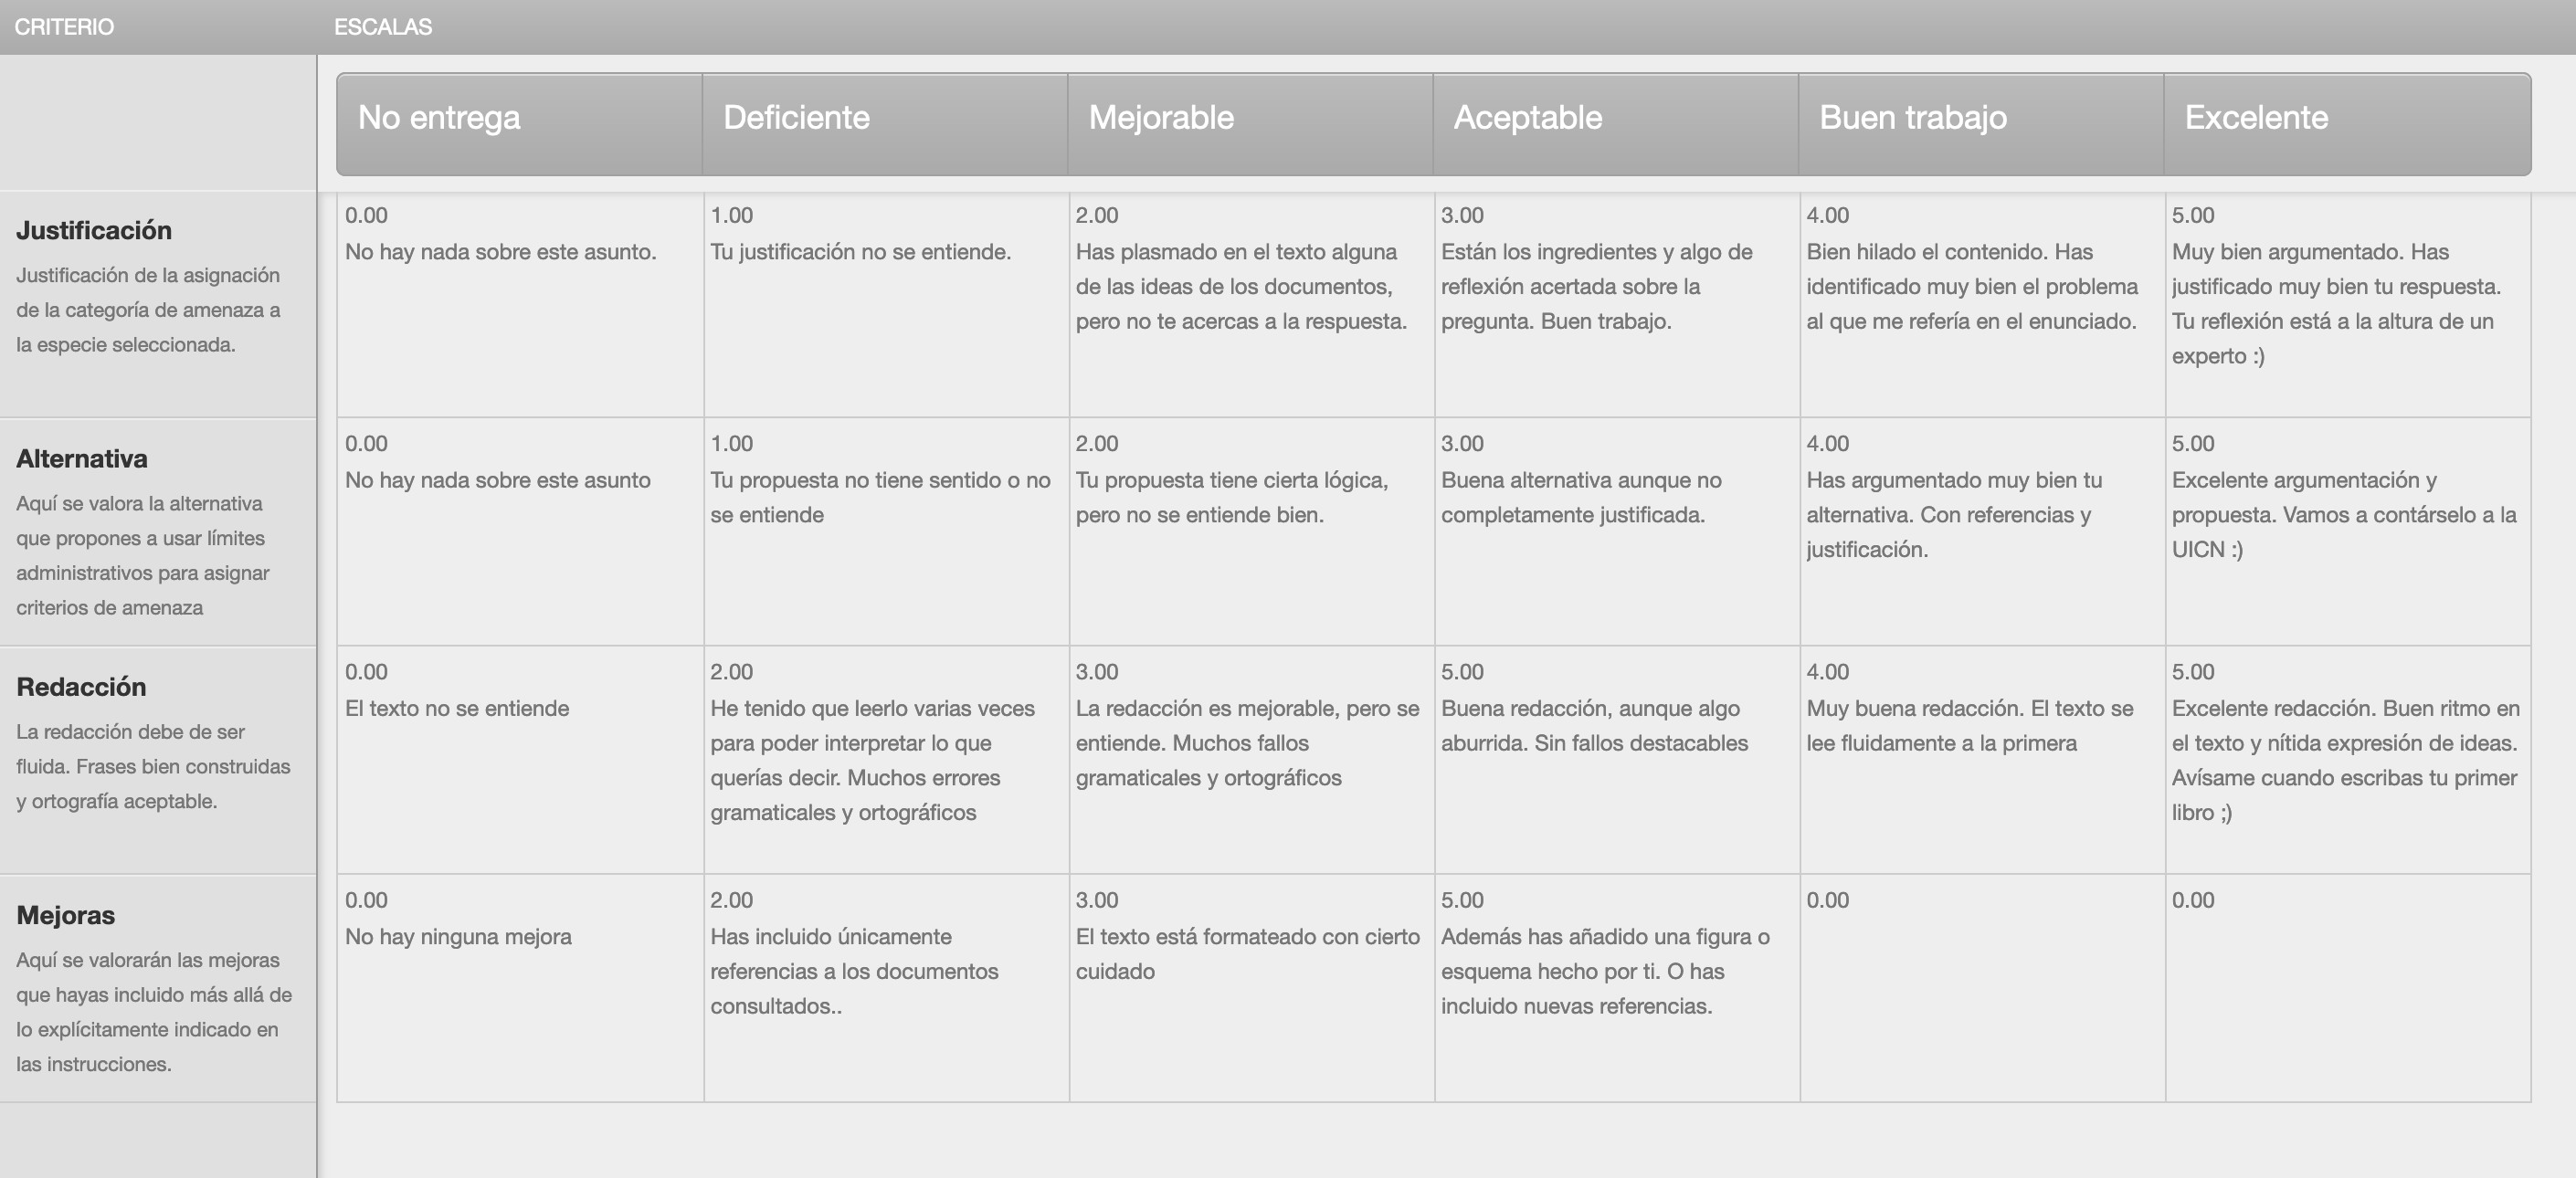 CRITERIO
ESCALAS
No entrega
Deficiente
Mejorable
Aceptable
Buen trabajo
Excelente
Justificación
Justificación de la asignación
de la categoría de amenaza a
la especie seleccionada.
0.00
No hay nada sobre este asunto.
1.00
Tu justificación no se entiende.
2.00
Has plasmado en el texto alguna
de las ideas de los documentos,
pero no te acercas a la respuesta.
3.00
Están los ingredientes y algo de
reflexión acertada sobre la
pregunta. Buen trabajo.
4.00
Bien hilado el contenido. Has
identificado muy bien el problema
al que me refería en el enunciado.
5.00
Muy bien argumentado. Has
justificado muy bien tu respuesta.
Tu reflexión está a la altura de un
experto :)
Alternativa
Aquí se valora la alternativa
que propones a usar límites
administrativos para asignar
criterios de amenaza
0.00
No hay nada sobre este asunto
1.00
Tu propuesta no tiene sentido o no
se entiende
2.00
Tu propuesta tiene cierta lógica,
pero no se entiende bien.
3.00
Buena alternativa aunque no
completamente justificada.
4.00
Has argumentado muy bien tu
alternativa. Con referencias y
justificación.
5.00
Excelente argumentación y
propuesta. Vamos a contárselo a la
UICN :)
Redacción
La redacción debe de ser
fluida. Frases bien construidas
y ortografía aceptable.
0.00
El texto no se entiende
2.00
He tenido que leerlo varias veces
para poder interpretar lo que
querías decir. Muchos errores
gramaticales y ortográficos
3.00
La redacción es mejorable, pero se
entiende. Muchos fallos
gramaticales y ortográficos
5.00
Buena redacción, aunque algo
aburrida. Sin fallos destacables
4.00
Muy buena redacción. El texto se
lee fluidamente a la primera
5.00
Excelente redacción. Buen ritmo en
el texto y nítida expresión de ideas.
Avísame cuando escribas tu primer
libro ;)
Mejoras
Aquí se valorarán las mejoras
que hayas incluido más allá de
lo explícitamente indicado en
las instrucciones.
0.00
No hay ninguna mejora
2.00
Has incluido únicamente
referencias a los documentos
consultados..
3.00
El texto está formateado con cierto
cuidado
5.00
Además has añadido una figura o
esquema hecho por ti. O has
incluido nuevas referencias.
0.00
0.00